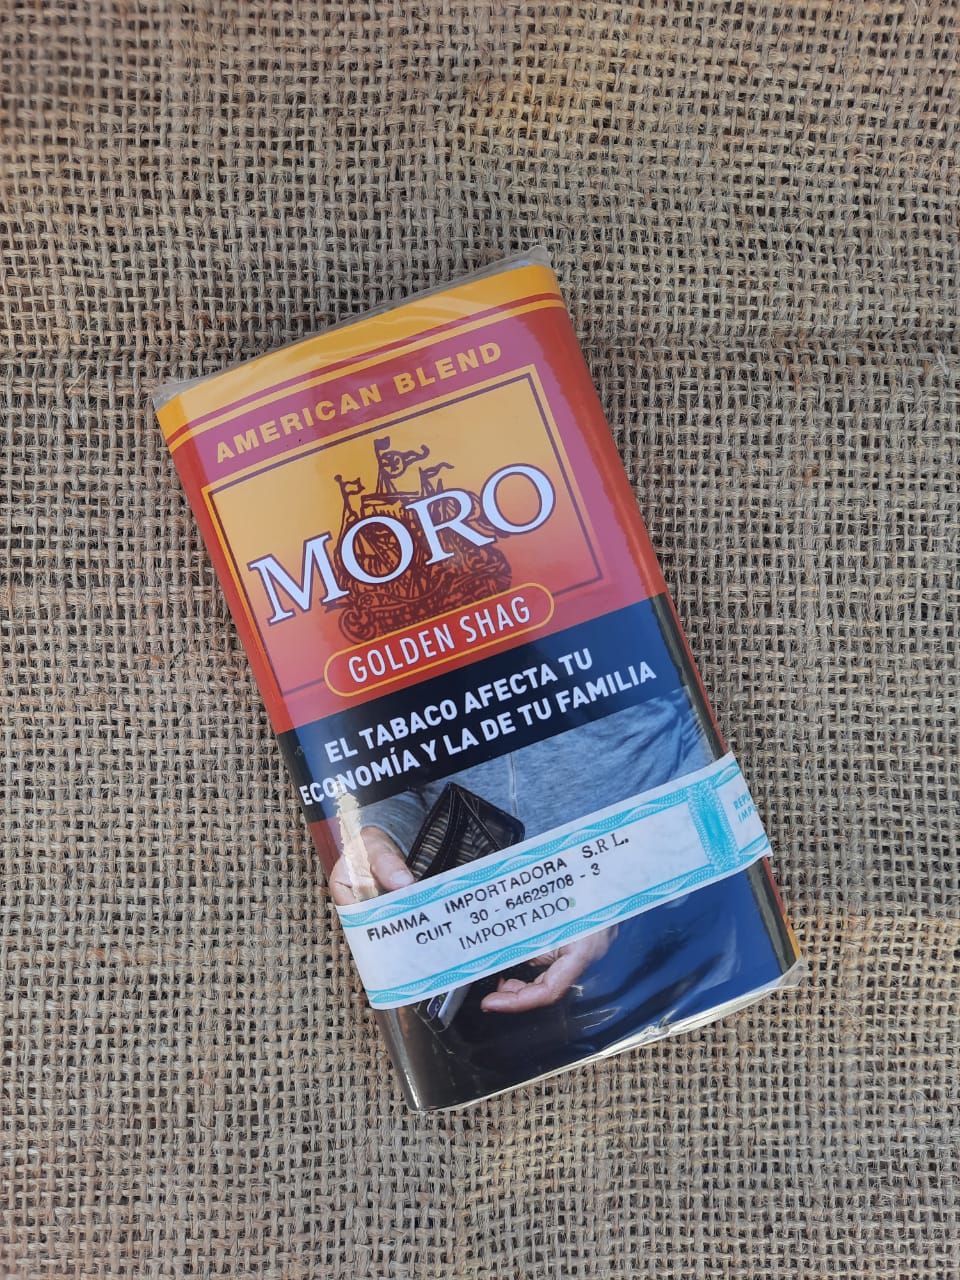 AMERICAN BLEND
MORO
GOLDEN SHAG
EL TABACO AFECTA TU
ECONOMÍA Y LA DE TU FAMILIA
FIAMMA IMPORTADORA S.R L.
CUIT 30 - 64629708 - 3
IMPORTADO